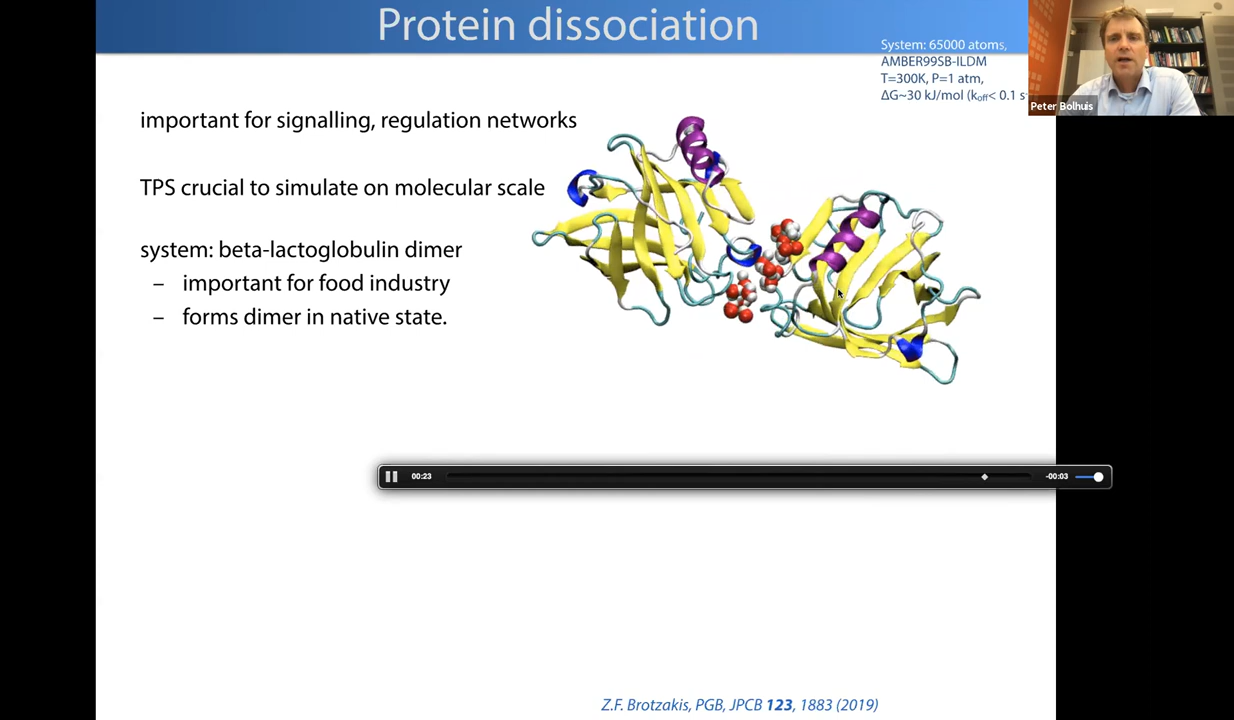 Protein dissociation
System: 65000 atoms,
AMBER99SB-ILDM
T=300K, P=1 atm,
ΔG~30 kJ/mol (koff< 0.1 s
Peter Bolhuis
important for signalling, regulation networks
TPS crucial to simulate on molecular scale
system: beta-lactoglobulin dimer
– important for food industry
– forms dimer in native state.
00:23
-00:03
Z.F. Brotzakis, PGB, JPCB 123, 1883 (2019)